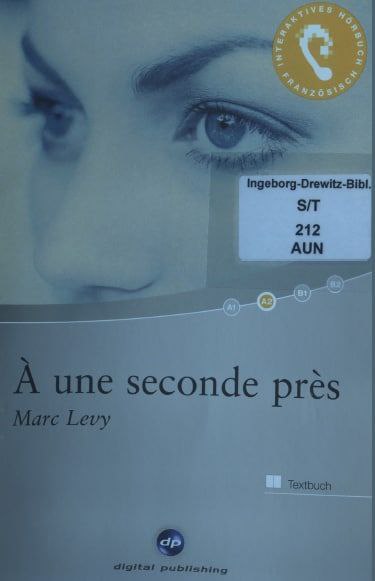 INTERAKTIVES HÖRBUCH
FRANZÖSISCH
Ingeborg-Drewitz-Bibl.
S/T
212
AUN
A1 A2 B1 B2
À une seconde près
Marc Levy
Textbuch
dp
digital publishing